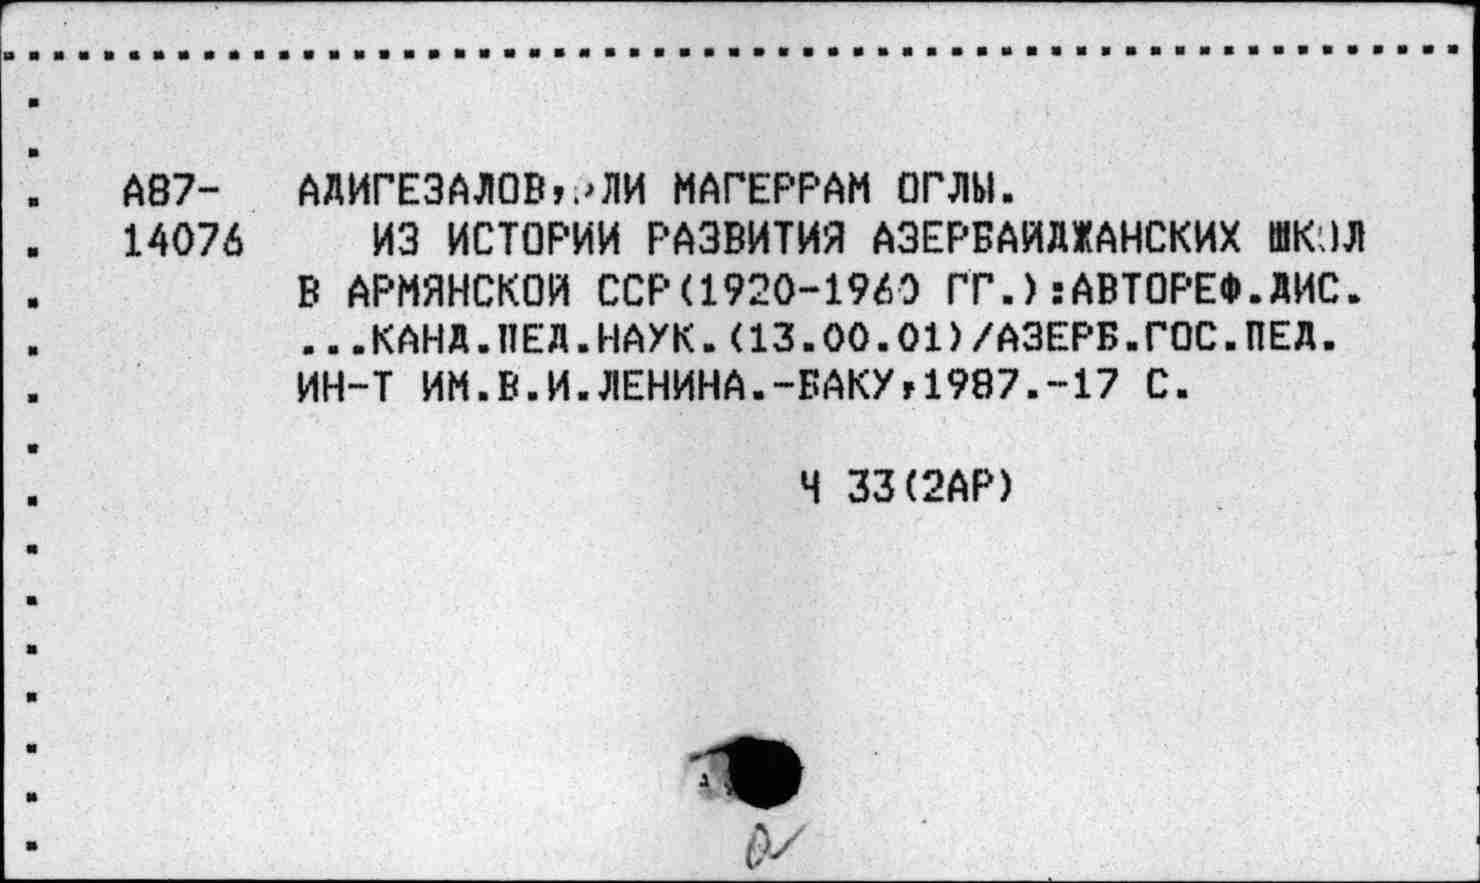 А87- АДИГЕЗАЛОВ, МАГЕРРАМ ОГЛЫ.
14076 ИЗ ИСТОРИИ РАЗВИТИЯ АЗЕРБАЙДЖАНСКИХ ШКОЛ
В АРМЯНСКОЙ ССР(1920-1960 ГГ.):АВТОРЕФ.ДИС.
...КАНД.ПЕД.НАУК.(13.00.01)/АЗЕРБ.ГОС.ПЕД.
ИН-Т ИМ.В.И.ЛЕНИНА.-БАКУ,1987.-17 С.
Ч 33(2АР)